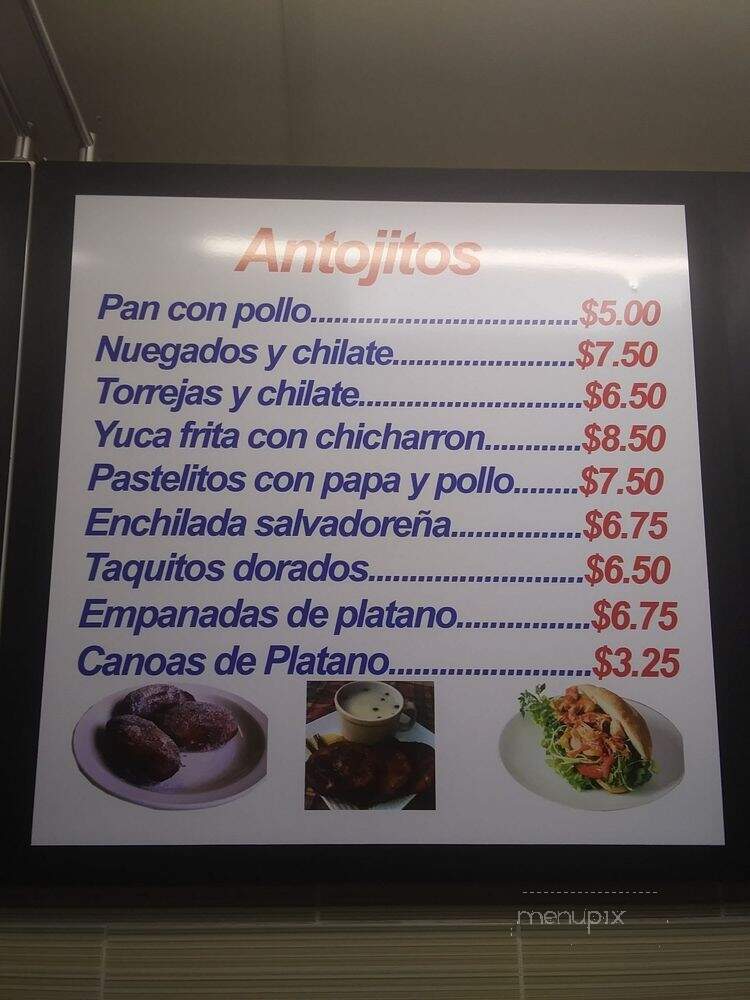 Antojitos
Pan con pollo.......................................$5.00
Nuegados y chilate...........................$7.50
Torrejas y chilate.................................$6.50
Yuca frita con chicharron..............$8.50
Pastelitos con papa y pollo.........$7.50
Enchilada salvadoreña...................$6.75
Taquitos dorados...............................$6.50
Empanadas de platano...................$6.75
Canoas de Platano.............................$3.25
menupix